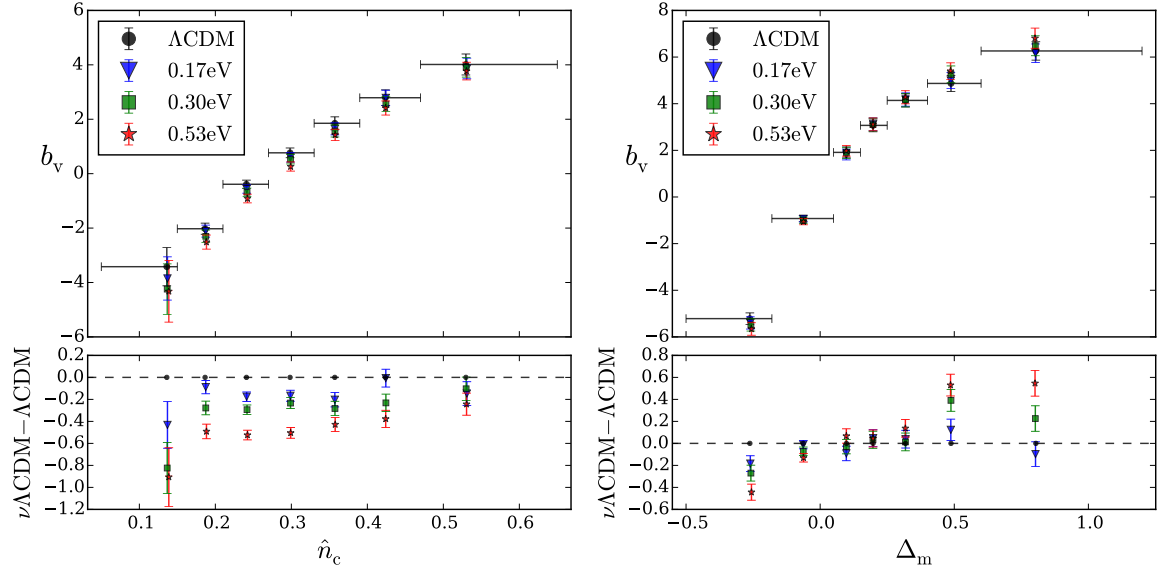 6
4
2
0
−2
−4
−6
b_v
ΛCDM
0.17eV
0.30eV
0.53eV
0.2
0.0
−0.2
−0.4
−0.6
−0.8
−1.0
−1.2
νΛCDM−ΛCDM
0.1 0.2 0.3 0.4 0.5 0.6
n̂_c
8
6
4
2
0
−2
−4
−6
b_v
ΛCDM
0.17eV
0.30eV
0.53eV
0.8
0.6
0.4
0.2
0.0
−0.2
−0.4
−0.6
νΛCDM−ΛCDM
−0.5 0.0 0.5 1.0
Δ_m